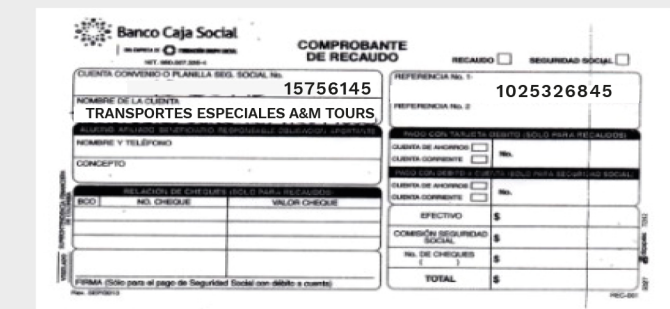 Banco Caja Social
COMPROBANTE
DE RECAUDO
RECAUDO
SEGURIDAD SOCIAL
CUENTA CONVENIO O PLANILLA SEG. SOCIAL No.
15756145
REFERENCIA No. 1
1025326845
NOMBRE DE LA CUENTA
TRANSPORTES ESPECIALES A&M TOURS
REFERENCIA No. 2
NOMBRE Y TELÉFONO
CONCEPTO
PAGO CON TARJETA DÉBITO (SOLO PARA RECAUDOS)
CUENTA DE AHORROS
CUENTA CORRIENTE
No.
CUENTA DE AHORROS
CUENTA CORRIENTE
No.
RELACIÓN DE CHEQUES (SOLO PARA RECAUDOS)
BCO
NO. CHEQUE
VALOR CHEQUE
EFECTIVO $
COMISIÓN SEGURIDAD
SOCIAL $
No. DE CHEQUES
( ) $
TOTAL $
FIRMA (Sólo para el pago de Seguridad Social con débito a cuenta)
REC-001